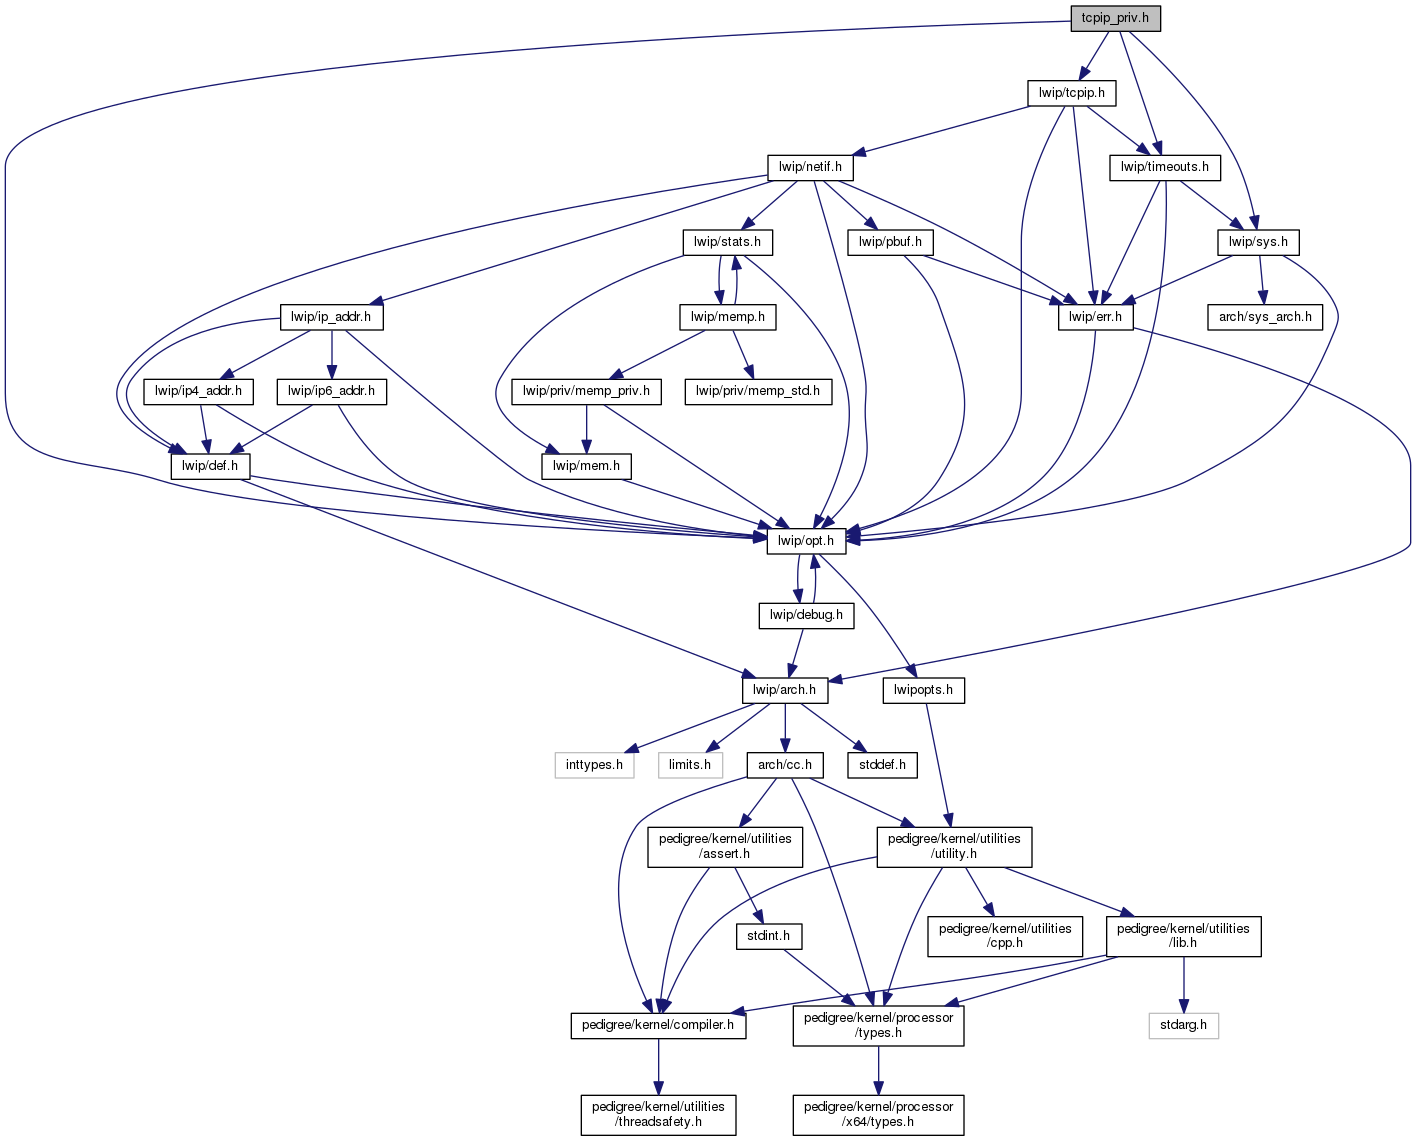 tcpip_priv.h
lwip/tcpip.h
lwip/netif.h
lwip/timeouts.h
lwip/stats.h
lwip/pbuf.h
lwip/sys.h
lwip/ip_addr.h
lwip/memp.h
lwip/err.h
arch/sys_arch.h
lwip/ip4_addr.h
lwip/ip6_addr.h
lwip/priv/memp_priv.h
lwip/priv/memp_std.h
lwip/def.h
lwip/mem.h
lwip/opt.h
lwip/debug.h
lwip/arch.h
lwipopts.h
inttypes.h
limits.h
arch/cc.h
stddef.h
pedigree/kernel/utilities
/assert.h
pedigree/kernel/utilities
/utility.h
stdint.h
pedigree/kernel/utilities
/cpp.h
pedigree/kernel/utilities
/lib.h
pedigree/kernel/compiler.h
pedigree/kernel/processor
/types.h
stdarg.h
pedigree/kernel/utilities
/threadsafety.h
pedigree/kernel/processor
/x64/types.h